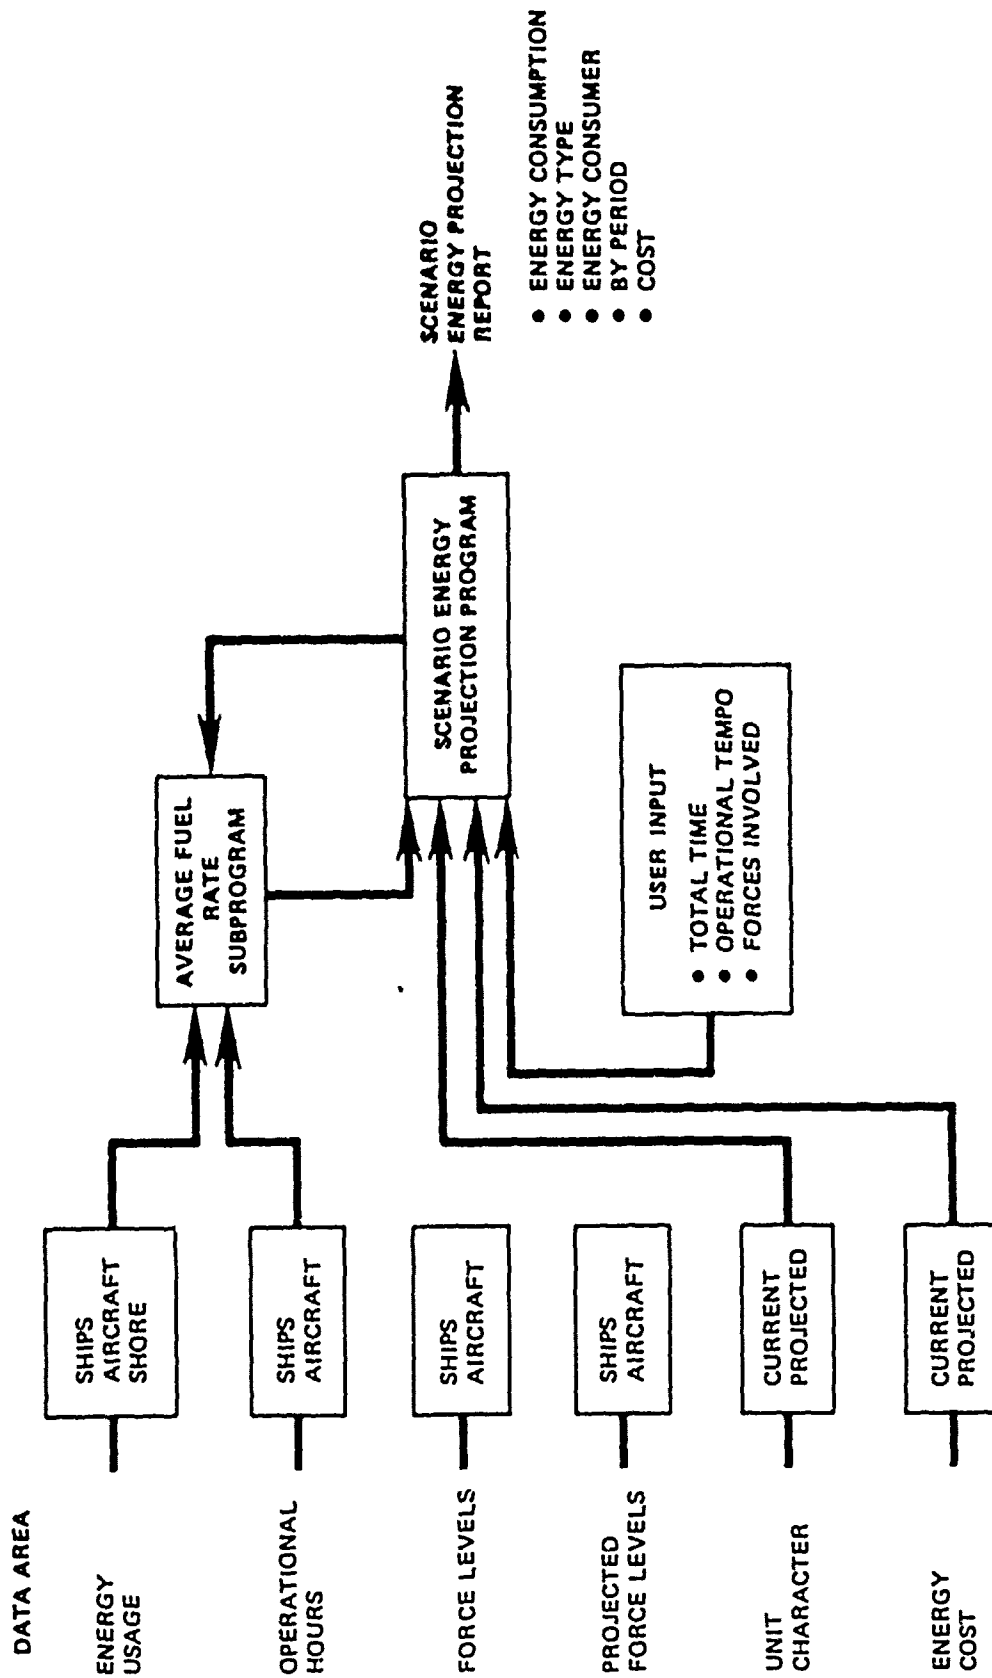 DATA AREA
ENERGY
USAGE
SHIPS
AIRCRAFT
SHORE
OPERATIONAL
HOURS
SHIPS
AIRCRAFT
FORCE LEVELS
SHIPS
AIRCRAFT
PROJECTED
FORCE LEVELS
SHIPS
AIRCRAFT
UNIT
CHARACTER
CURRENT
PROJECTED
ENERGY
COST
CURRENT
PROJECTED
AVERAGE FUEL
RATE
SUBPROGRAM
USER INPUT
• TOTAL TIME
• OPERATIONAL TEMPO
• FORCES INVOLVED
SCENARIO ENERGY
PROJECTION PROGRAM
SCENARIO
ENERGY PROJECTION
REPORT
• ENERGY CONSUMPTION
• ENERGY TYPE
• ENERGY CONSUMER
• BY PERIOD
• COST